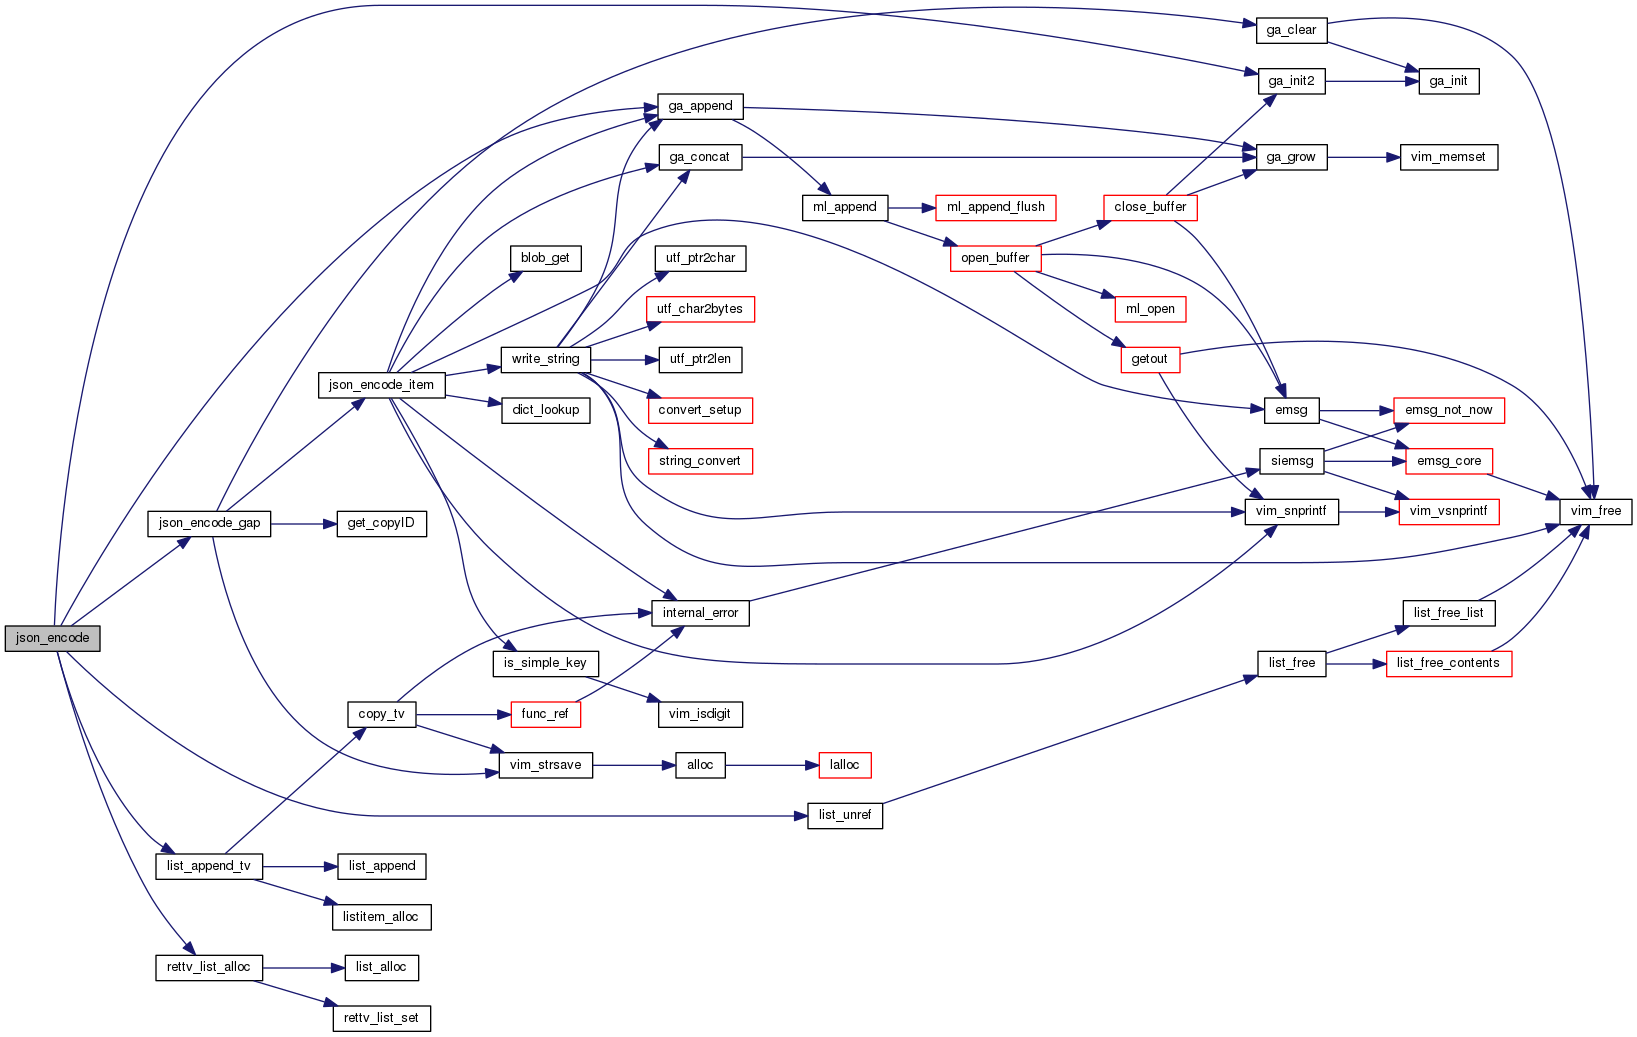 ga_clear
ga_init2
ga_init
ga_append
ga_concat
ga_grow
vim_memset
ml_append
ml_append_flush
close_buffer
blob_get
utf_ptr2char
open_buffer
utf_char2bytes
ml_open
write_string
utf_ptr2len
getout
json_encode_item
dict_lookup
convert_setup
emsg
emsg_not_now
string_convert
siemsg
emsg_core
json_encode_gap
get_copyID
vim_snprintf
vim_vsnprintf
vim_free
internal_error
list_free_list
json_encode
is_simple_key
list_free
list_free_contents
copy_tv
func_ref
vim_isdigit
vim_strsave
alloc
lalloc
list_unref
list_append_tv
list_append
listitem_alloc
rettv_list_alloc
list_alloc
rettv_list_set